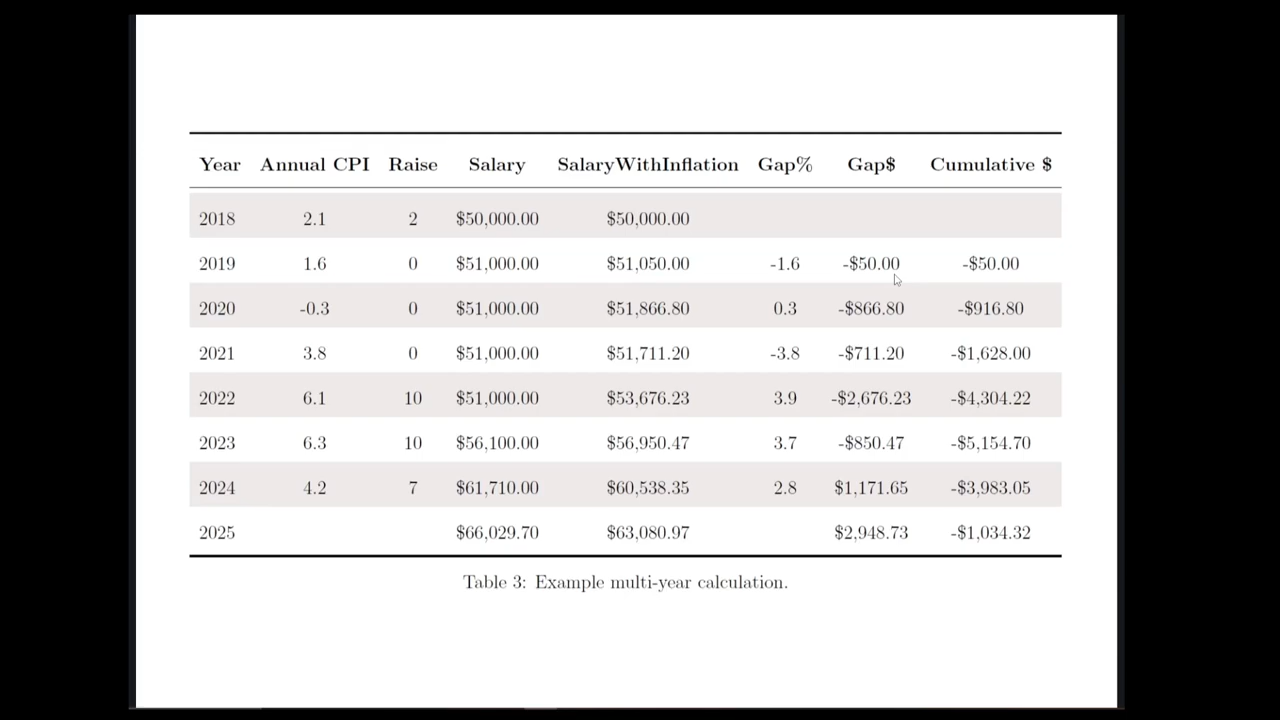 Year Annual CPI Raise Salary SalaryWithInflation Gap% Gap$ Cumulative $
2018 2.1 2 $50,000.00 $50,000.00
2019 1.6 0 $51,000.00 $51,050.00 -1.6 -$50.00 -$50.00
2020 -0.3 0 $51,000.00 $51,866.80 0.3 -$866.80 -$916.80
2021 3.8 0 $51,000.00 $51,711.20 -3.8 -$711.20 -$1,628.00
2022 6.1 10 $51,000.00 $53,676.23 3.9 -$2,676.23 -$4,304.22
2023 6.3 10 $56,100.00 $56,950.47 3.7 -$850.47 -$5,154.70
2024 4.2 7 $61,710.00 $60,538.35 2.8 $1,171.65 -$3,983.05
2025 $66,029.70 $63,080.97 $2,948.73 -$1,034.32
Table 3: Example multi-year calculation.